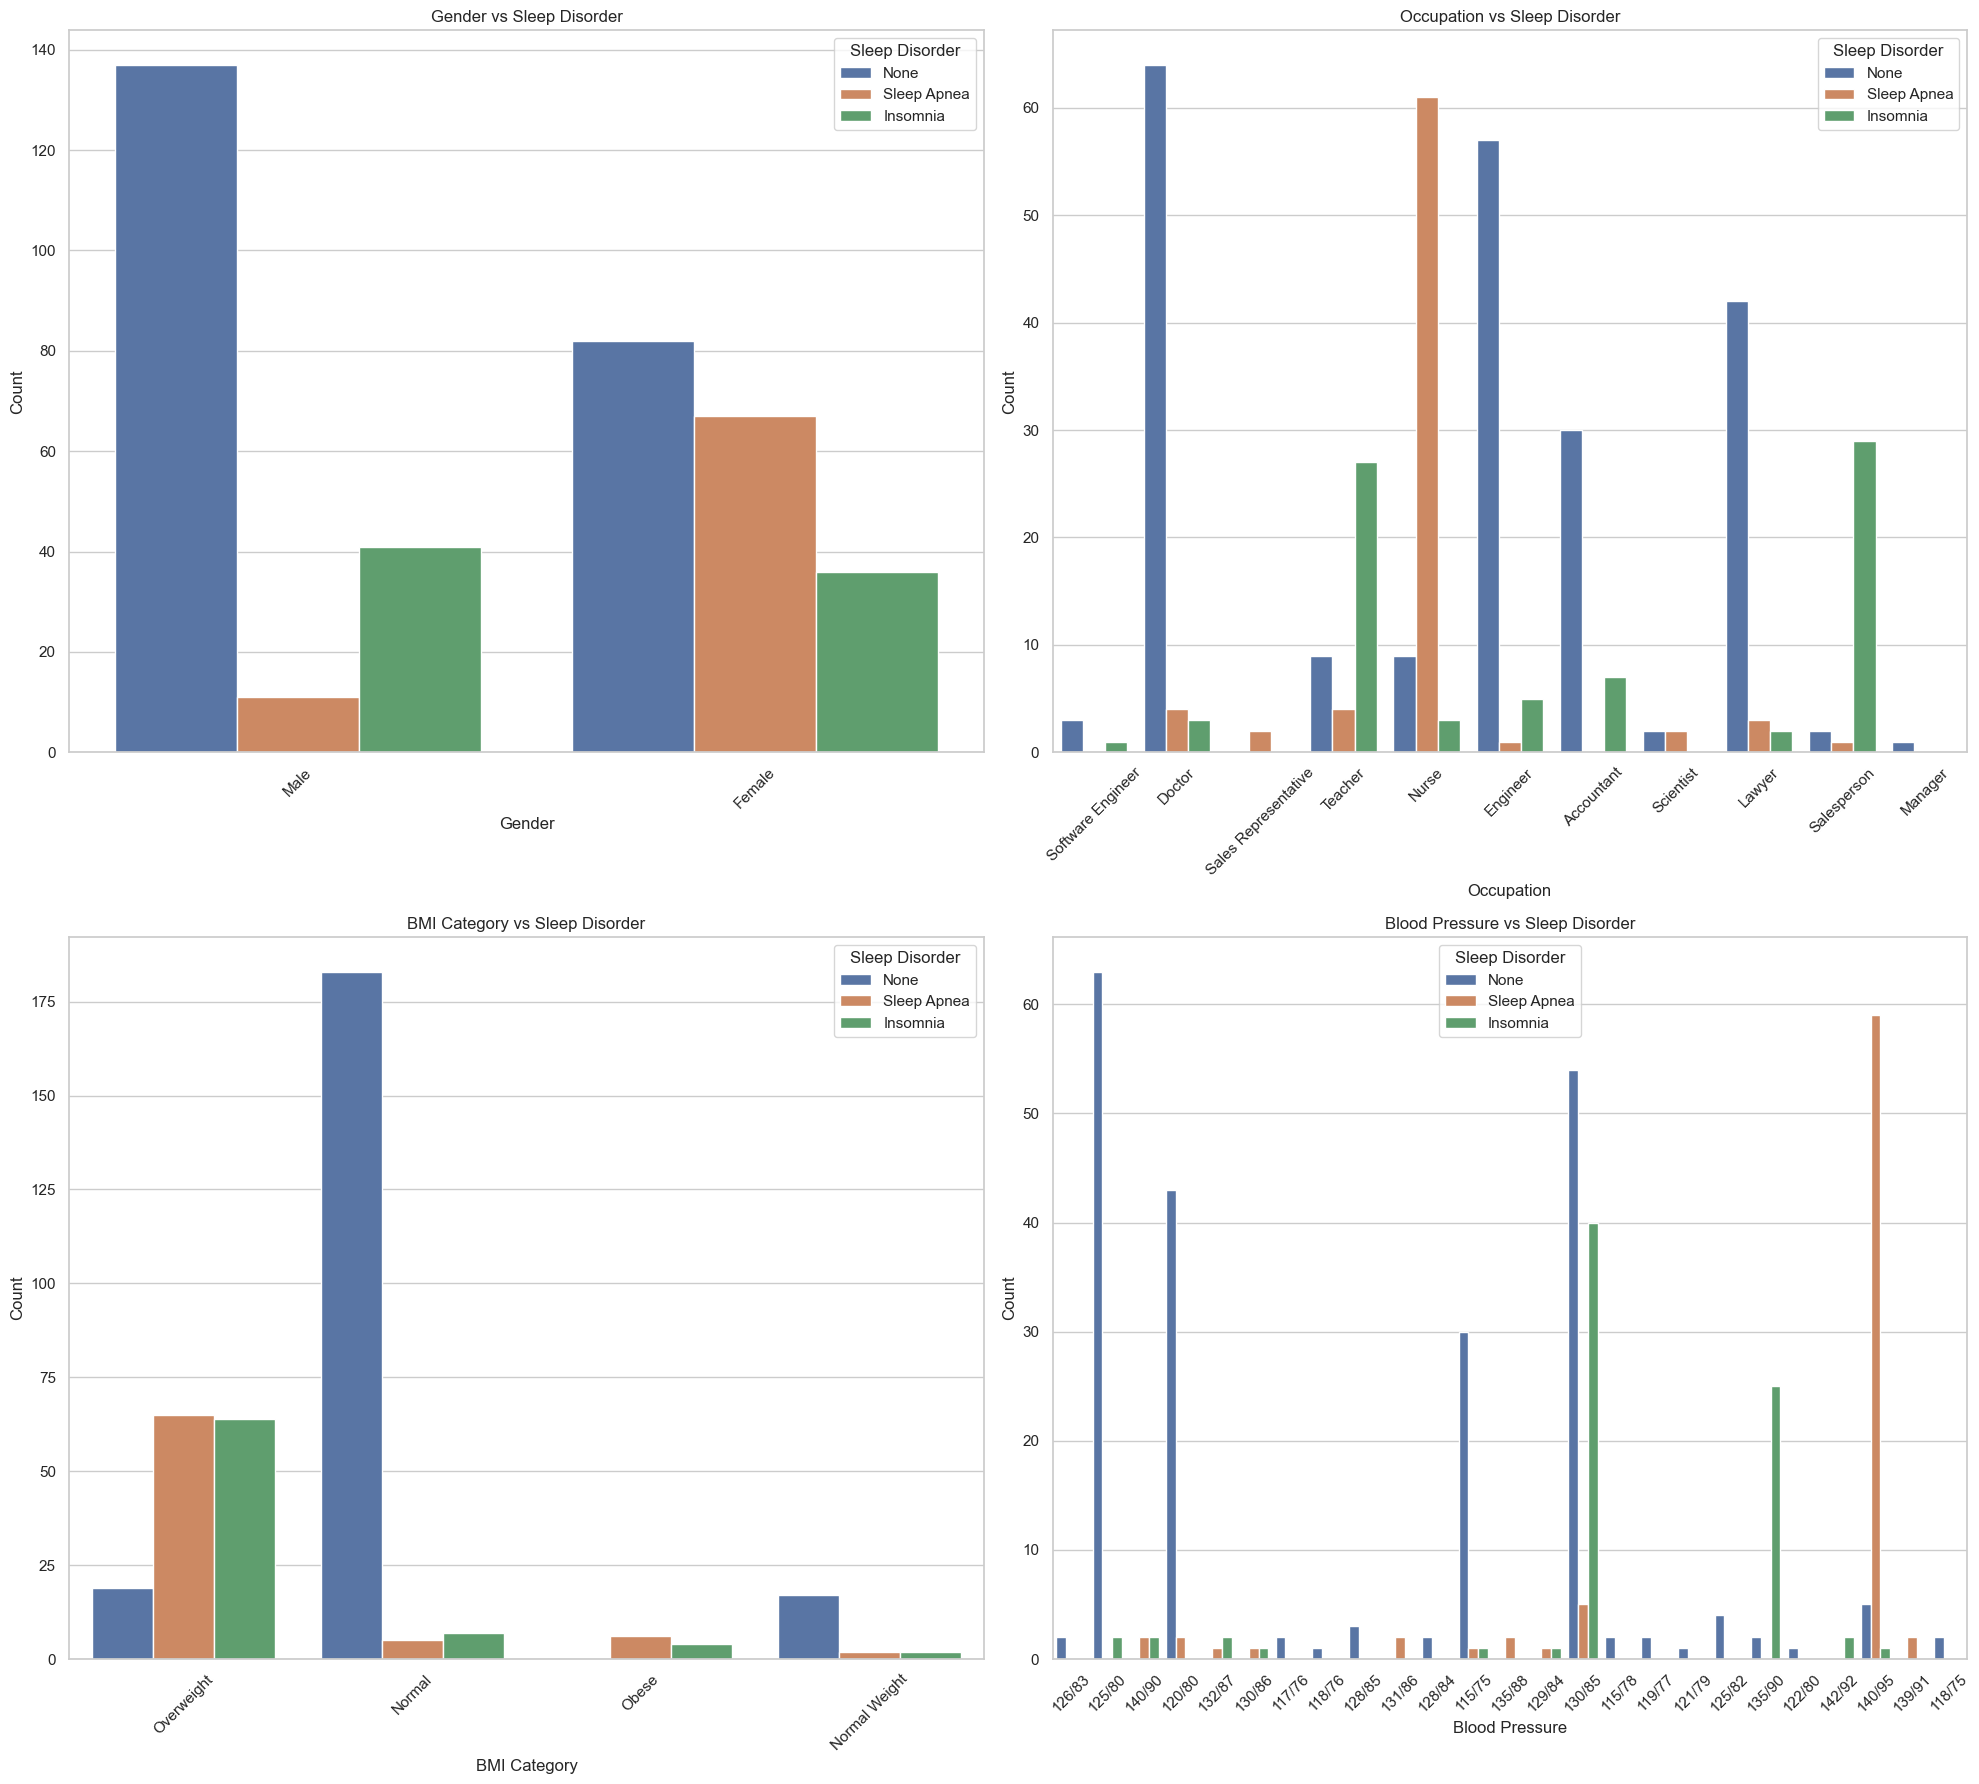 Gender vs Sleep Disorder
Sleep Disorder
None
Sleep Apnea
Insomnia
140
120
100
80
60
40
20
0
Count
Male
Female
Gender
Occupation vs Sleep Disorder
Sleep Disorder
None
Sleep Apnea
Insomnia
60
50
40
30
20
10
0
Count
Software Engineer
Doctor
Sales Representative
Teacher
Nurse
Engineer
Accountant
Scientist
Lawyer
Salesperson
Manager
Occupation
BMI Category vs Sleep Disorder
Sleep Disorder
None
Sleep Apnea
Insomnia
175
150
125
100
75
50
25
0
Count
Overweight
Normal
Obese
Normal Weight
BMI Category
Blood Pressure vs Sleep Disorder
Sleep Disorder
None
Sleep Apnea
Insomnia
60
50
40
30
20
10
0
Count
126/83
125/80
140/90
120/80
132/87
130/86
117/76
118/76
128/85
131/86
128/84
115/75
135/88
129/84
130/85
115/78
119/77
121/79
125/82
135/90
122/80
142/92
140/95
139/91
118/75
Blood Pressure